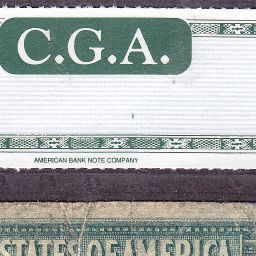 C.G.A.
AMERICAN BANK NOTE COMPANY
STATES OF AMERICA